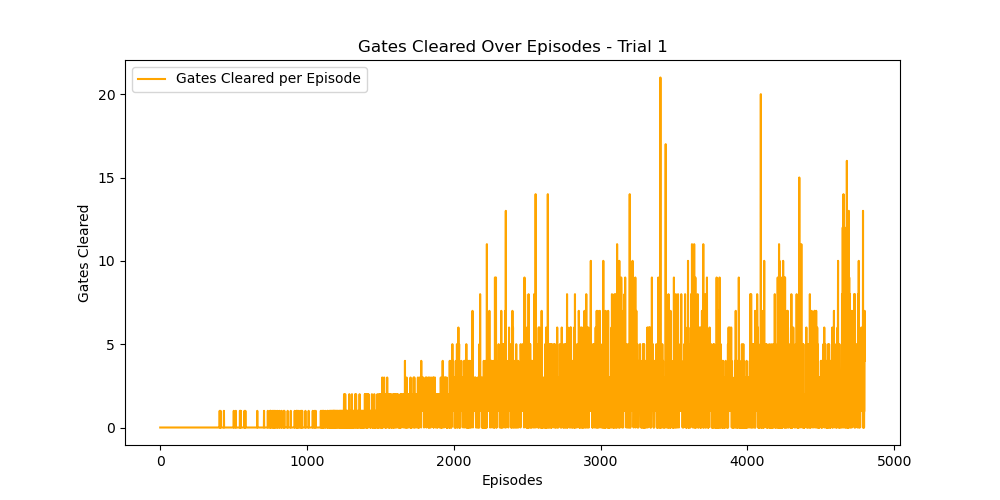 Gates Cleared Over Episodes - Trial 1
Gates Cleared per Episode
20
15
10
5
0
Gates Cleared
0 1000 2000 3000 4000 5000
Episodes